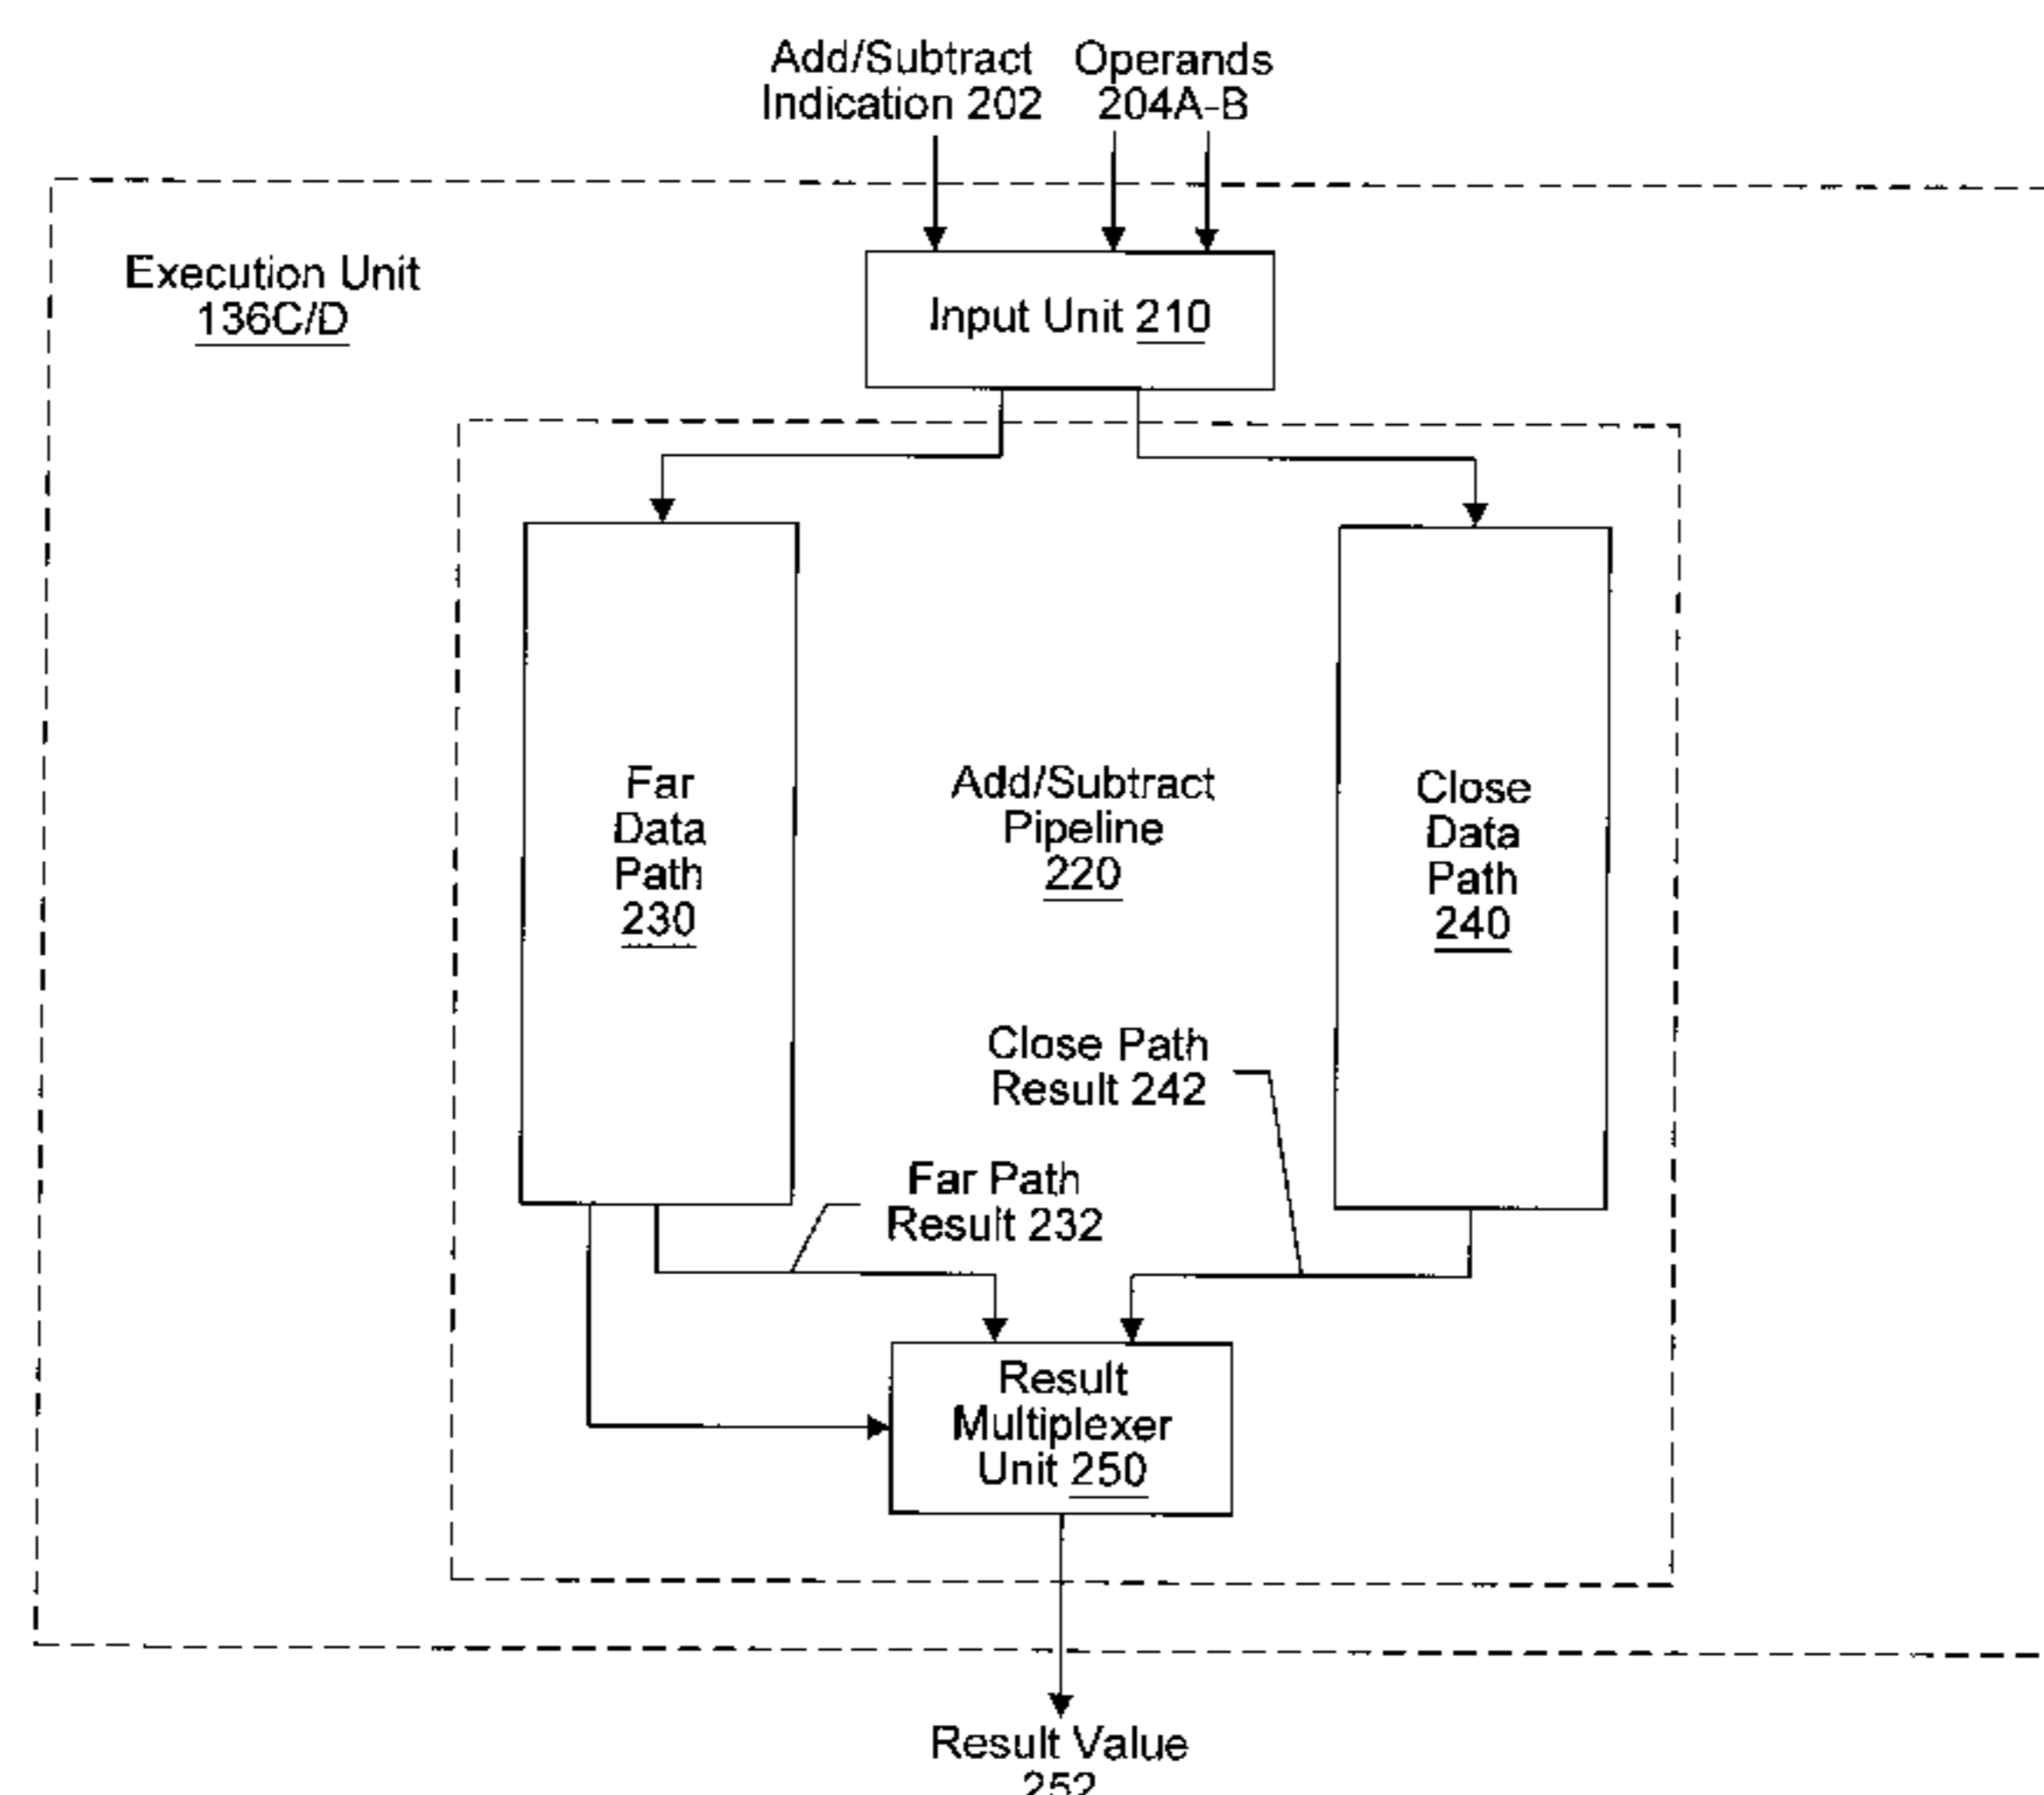 Add/Subtract
Indication 202
Operands
204A-B
Execution Unit
136C/D
Input Unit 210
Far
Data
Path
230
Add/Subtract
Pipeline
220
Close
Data
Path
240
Close Path
Result 242
Far Path
Result 232
Result
Multiplexer
Unit 250
Result Value
252